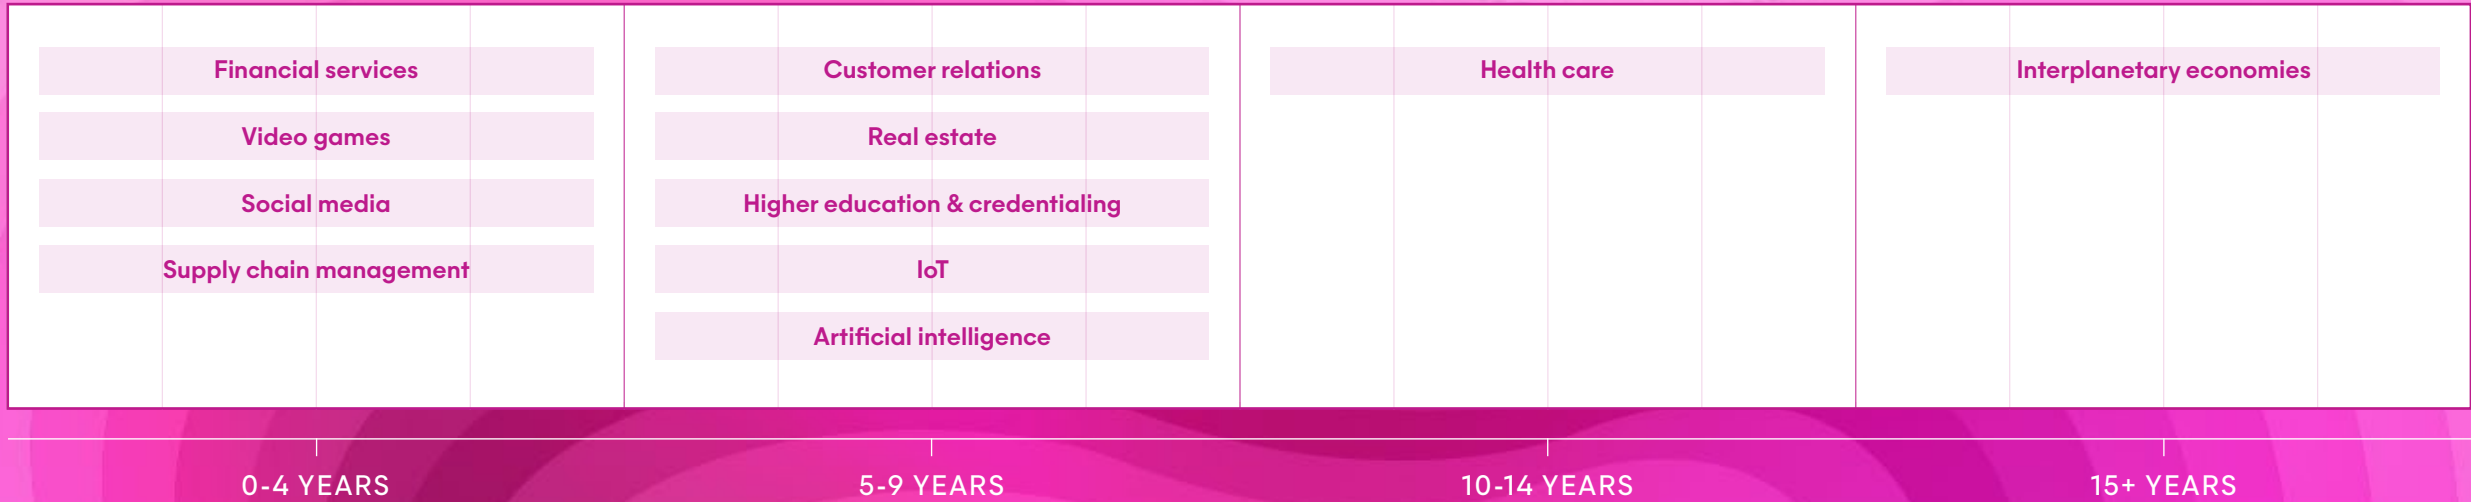 Financial services
Video games
Social media
Supply chain management
Customer relations
Real estate
Higher education & credentialing
IoT
Artificial intelligence
Health care
Interplanetary economies
0-4 YEARS
5-9 YEARS
10-14 YEARS
15+ YEARS